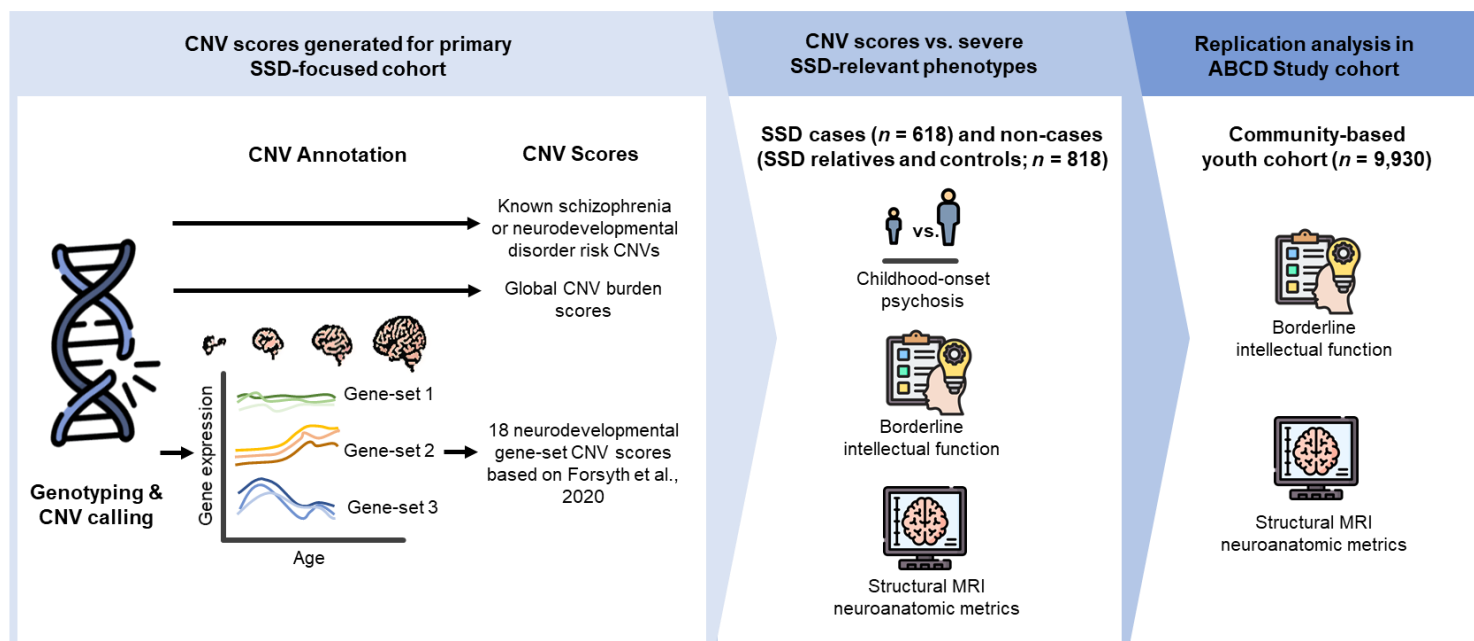 CNV scores generated for primary
SSD-focused cohort
CNV Annotation
CNV Scores
Known schizophrenia
or neurodevelopmental
disorder risk CNVs
Global CNV burden
scores
Genotyping &
CNV calling
Gene expression
Gene-set 1
Gene-set 2
Gene-set 3
Age
18 neurodevelopmental
gene-set CNV scores
based on Forsyth et al.,
2020
CNV scores vs. severe
SSD-relevant phenotypes
SSD cases (n = 618) and non-cases
(SSD relatives and controls; n = 818)
vs.
Childhood-onset
psychosis
Borderline
intellectual function
Structural MRI
neuroanatomic metrics
Replication analysis in
ABCD Study cohort
Community-based
youth cohort (n = 9,930)
Borderline
intellectual function
Structural MRI
neuroanatomic metrics